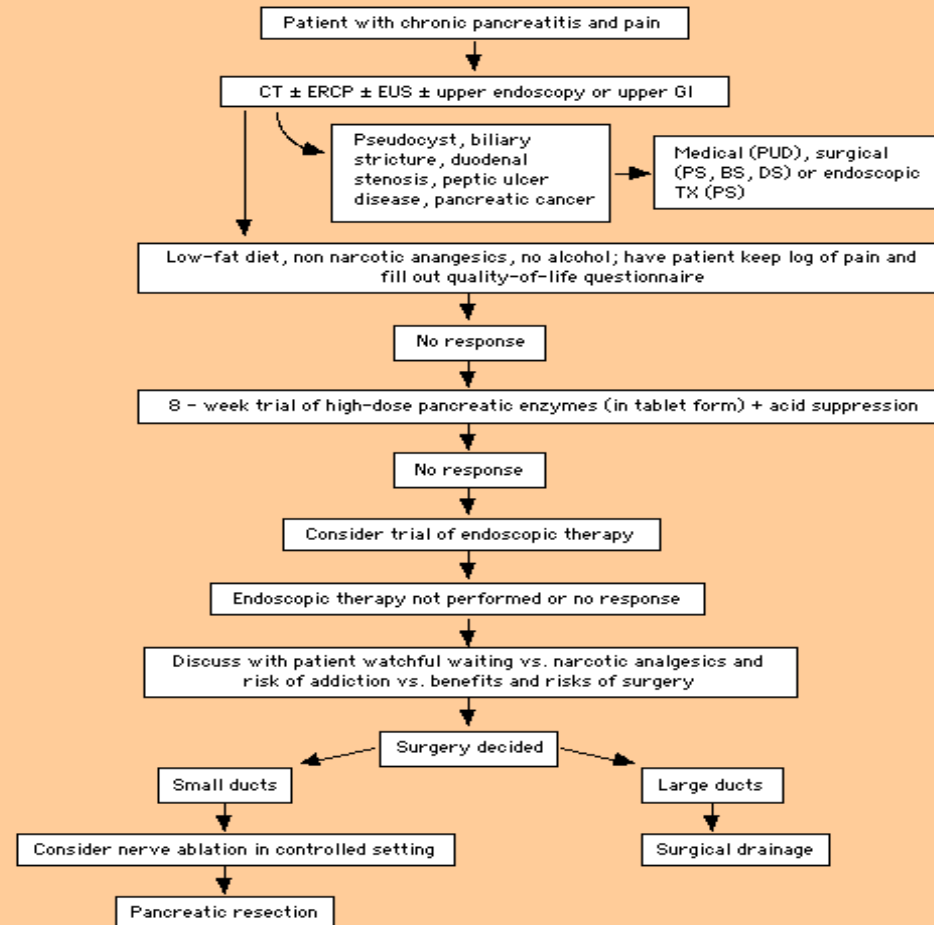 Patient with chronic pancreatitis and pain
CT ± ERCP ± EUS ± upper endoscopy or upper GI
Pseudocyst, biliary
stricture, duodenal
stenosis, peptic ulcer
disease, pancreatic cancer
Medical (PUD), surgical
(PS, BS, DS) or endoscopic
TX (PS)
Low-fat diet, non narcotic anangesics, no alcohol; have patient keep log of pain and
fill out quality-of-life questionnaire
No response
8 - week trial of high-dose pancreatic enzymes (in tablet form) + acid suppression
No response
Consider trial of endoscopic therapy
Endoscopic therapy not performed or no response
Discuss with patient watchful waiting vs. narcotic analgesics and
risk of addiction vs. benefits and risks of surgery
Surgery decided
Small ducts
Large ducts
Consider nerve ablation in controlled setting
Surgical drainage
Pancreatic resection